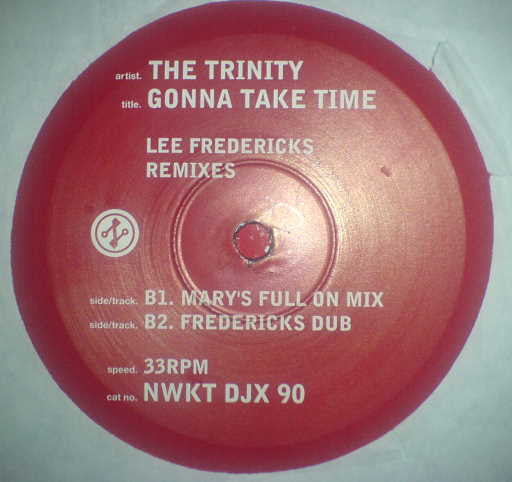 artist. THE TRINITY
title. GONNA TAKE TIME
LEE FREDERICKS
REMIXES
side/track. B1. MARY'S FULL ON MIX
side/track. B2. FREDERICKS DUB
speed. 33RPM
cat no. NWKT DJX 90